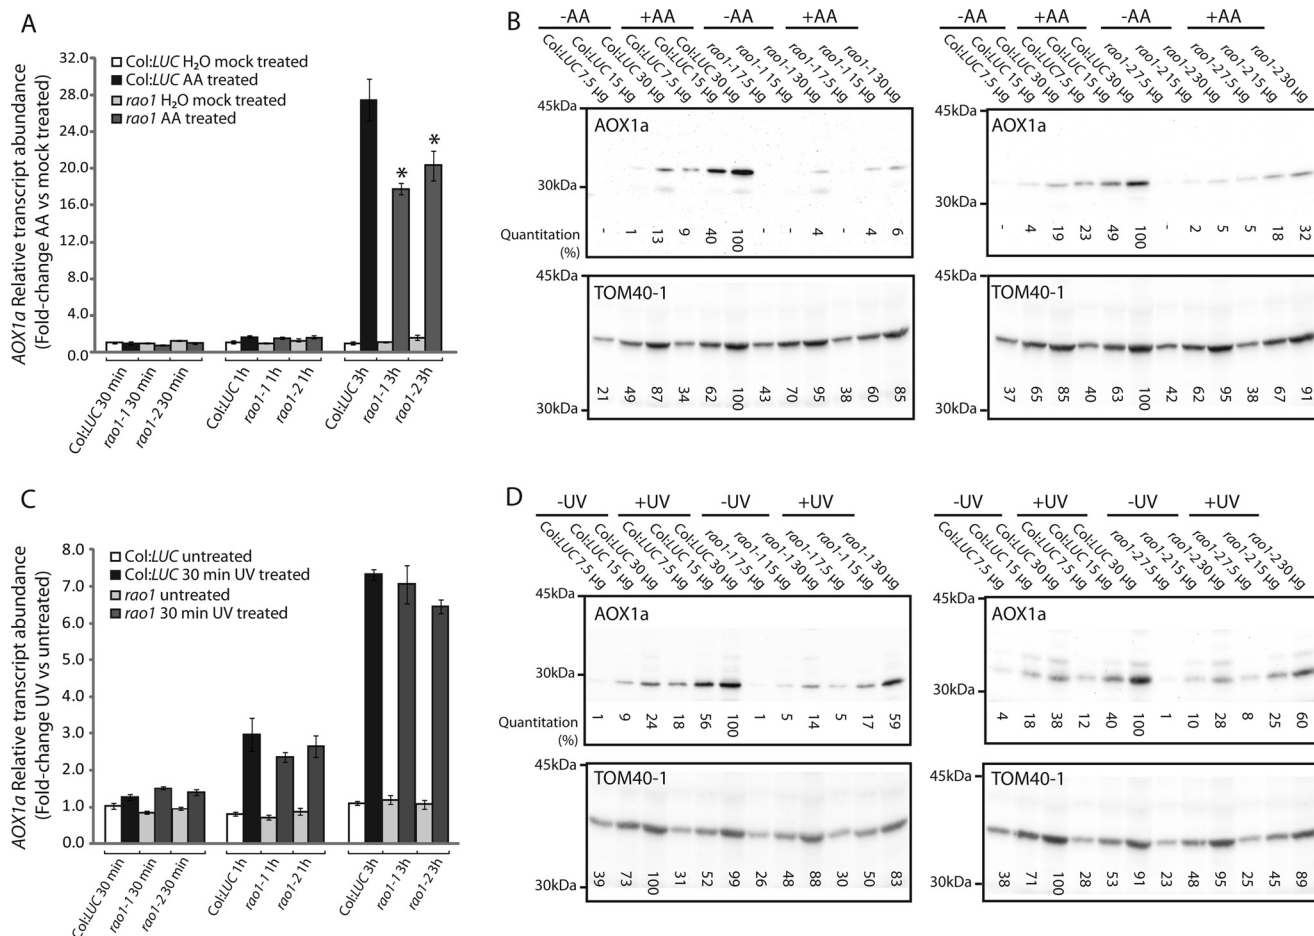 A
AOX1a Relative transcript abundance
(Fold-change AA vs mock treated)
32.0
28.0
24.0
20.0
16.0
12.0
8.0
4.0
0.0
Col:LUC H₂O mock treated
Col:LUC AA treated
rao1 H₂O mock treated
rao1 AA treated
*
*
Col:LUC 30 min
rao1-1 30 min
rao1-2 30 min
Col:LUC 1h
rao1-1 1h
rao1-2 1h
Col:LUC 3h
rao1-1 3h
rao1-2 3h
B
-AA
+AA
-AA
+AA
Col:LUC 7.5 µg
Col:LUC 15 µg
Col:LUC 30 µg
Col:LUC 7.5 µg
Col:LUC 15 µg
Col:LUC 30 µg
rao1-1 7.5 µg
rao1-1 15 µg
rao1-1 30 µg
rao1-1 7.5 µg
rao1-1 15 µg
rao1-1 30 µg
45kDa
AOX1a
30kDa
Quantitation
(%)
- 1 13 9 40 100 - - 4 - 4 6
45kDa
TOM40-1
30kDa
21 49 87 34 62 100 43 70 95 38 60 85
-AA
+AA
-AA
+AA
Col:LUC 7.5 µg
Col:LUC 15 µg
Col:LUC 30 µg
Col:LUC 7.5 µg
Col:LUC 15 µg
Col:LUC 30 µg
rao1-2 7.5 µg
rao1-2 15 µg
rao1-2 30 µg
rao1-2 7.5 µg
rao1-2 15 µg
rao1-2 30 µg
45kDa
AOX1a
30kDa
- 4 19 23 49 100 - 2 5 5 18 32
45kDa
TOM40-1
30kDa
37 65 85 40 63 100 42 62 95 38 67 91
C
AOX1a Relative transcript abundance
(Fold-change UV vs untreated)
8.0
7.0
6.0
5.0
4.0
3.0
2.0
1.0
0.0
Col:LUC untreated
Col:LUC 30 min UV treated
rao1 untreated
rao1 30 min UV treated
Col:LUC 30 min
rao1-1 30 min
rao1-2 30 min
Col:LUC 1h
rao1-1 1h
rao1-2 1h
Col:LUC 3h
rao1-1 3h
rao1-2 3h
D
-UV
+UV
-UV
+UV
Col:LUC 7.5 µg
Col:LUC 15 µg
Col:LUC 30 µg
Col:LUC 7.5 µg
Col:LUC 15 µg
Col:LUC 30 µg
rao1-1 7.5 µg
rao1-1 15 µg
rao1-1 30 µg
rao1-1 7.5 µg
rao1-1 15 µg
rao1-1 30 µg
45kDa
AOX1a
30kDa
Quantitation
(%)
1 9 24 18 56 100 1 5 14 5 17 59
45kDa
TOM40-1
30kDa
39 73 100 31 52 99 26 48 88 30 50 83
-UV
+UV
-UV
+UV
Col:LUC 7.5 µg
Col:LUC 15 µg
Col:LUC 30 µg
Col:LUC 7.5 µg
Col:LUC 15 µg
Col:LUC 30 µg
rao1-2 7.5 µg
rao1-2 15 µg
rao1-2 30 µg
rao1-2 7.5 µg
rao1-2 15 µg
rao1-2 30 µg
45kDa
AOX1a
30kDa
4 18 38 12 40 100 1 10 28 8 25 60
45kDa
TOM40-1
30kDa
38 71 100 28 53 91 23 48 95 25 45 89